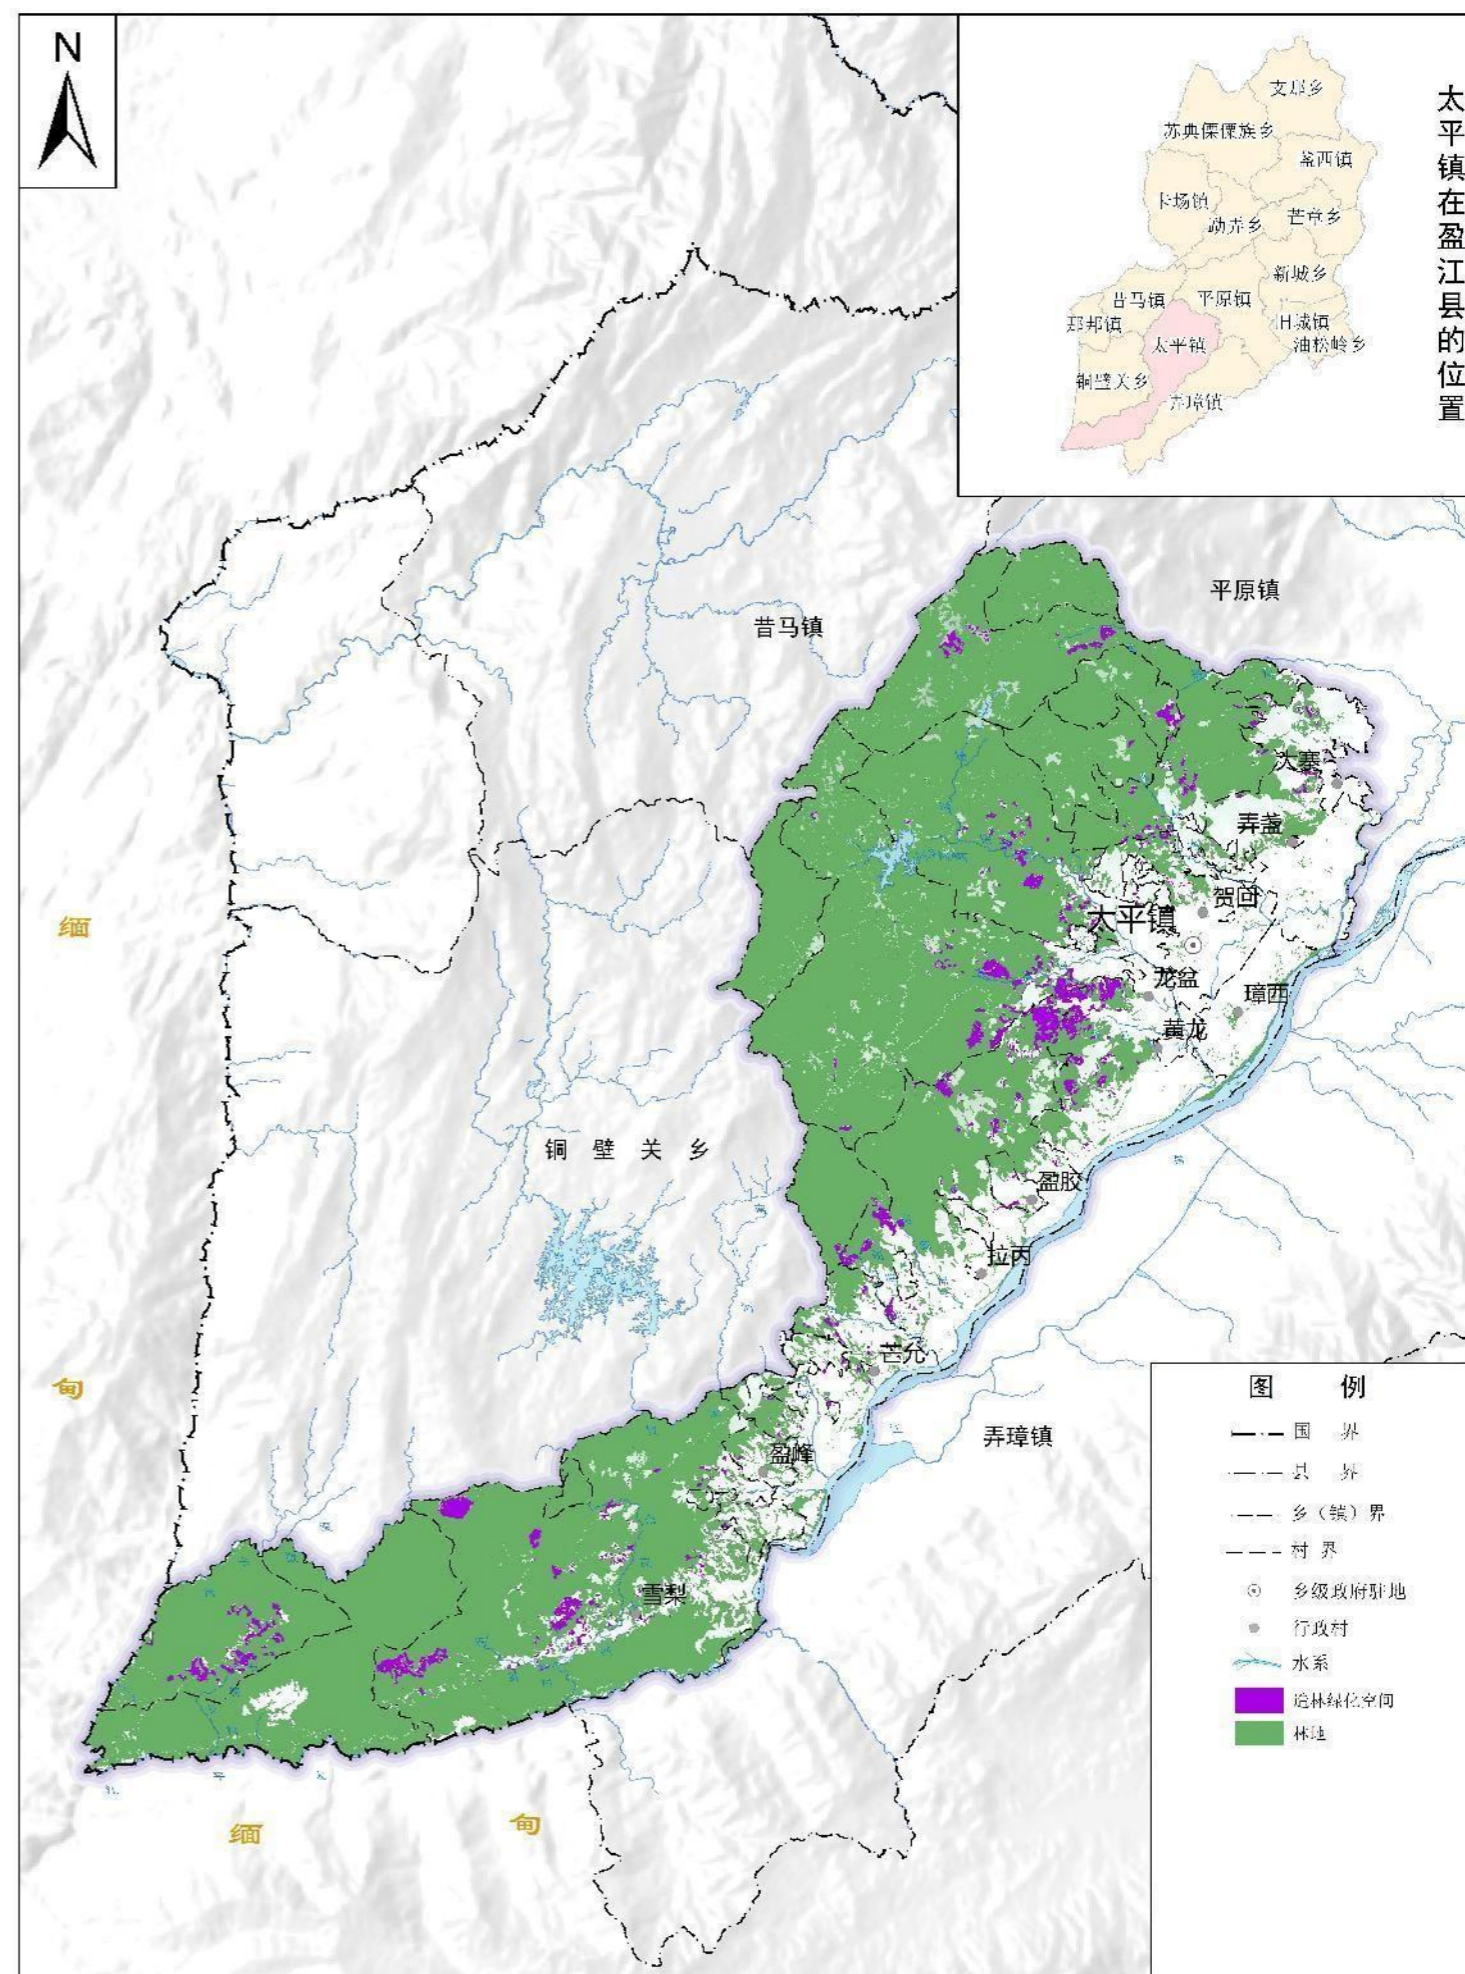 N
太平镇在盈江县的位置
支那乡
苏典傈僳族乡
盏西镇
卡场镇
勐弄乡
芒章乡
新城乡
昔马镇
平原镇
那邦镇
旧城镇
太平镇
油松岭乡
铜壁关乡
弄璋镇
平原镇
昔马镇
大寨
弄盏
贺回
太平镇
缅
龙盆
璋西
黄龙
铜壁关乡
盈胶
拉丙
芒允
甸
弄璋镇
盈峰
雪梨
缅
甸
图 例
国 界
县 界
乡（镇）界
村 界
乡级政府驻地
行政村
水系
造林绿化空间
林地